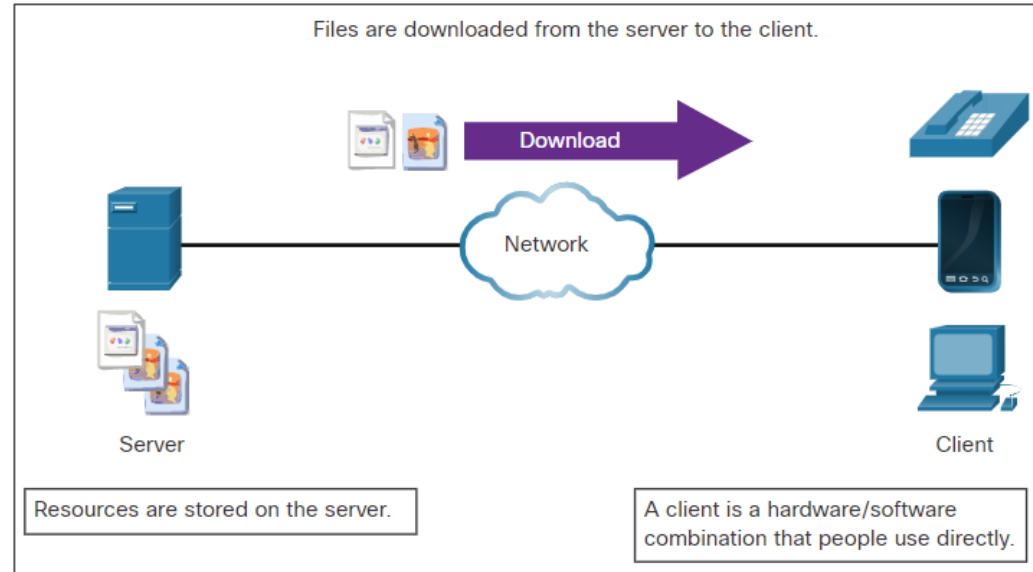 Files are downloaded from the server to the client.
Download
Network
Server
Client
Resources are stored on the server.
A client is a hardware/software
combination that people use directly.